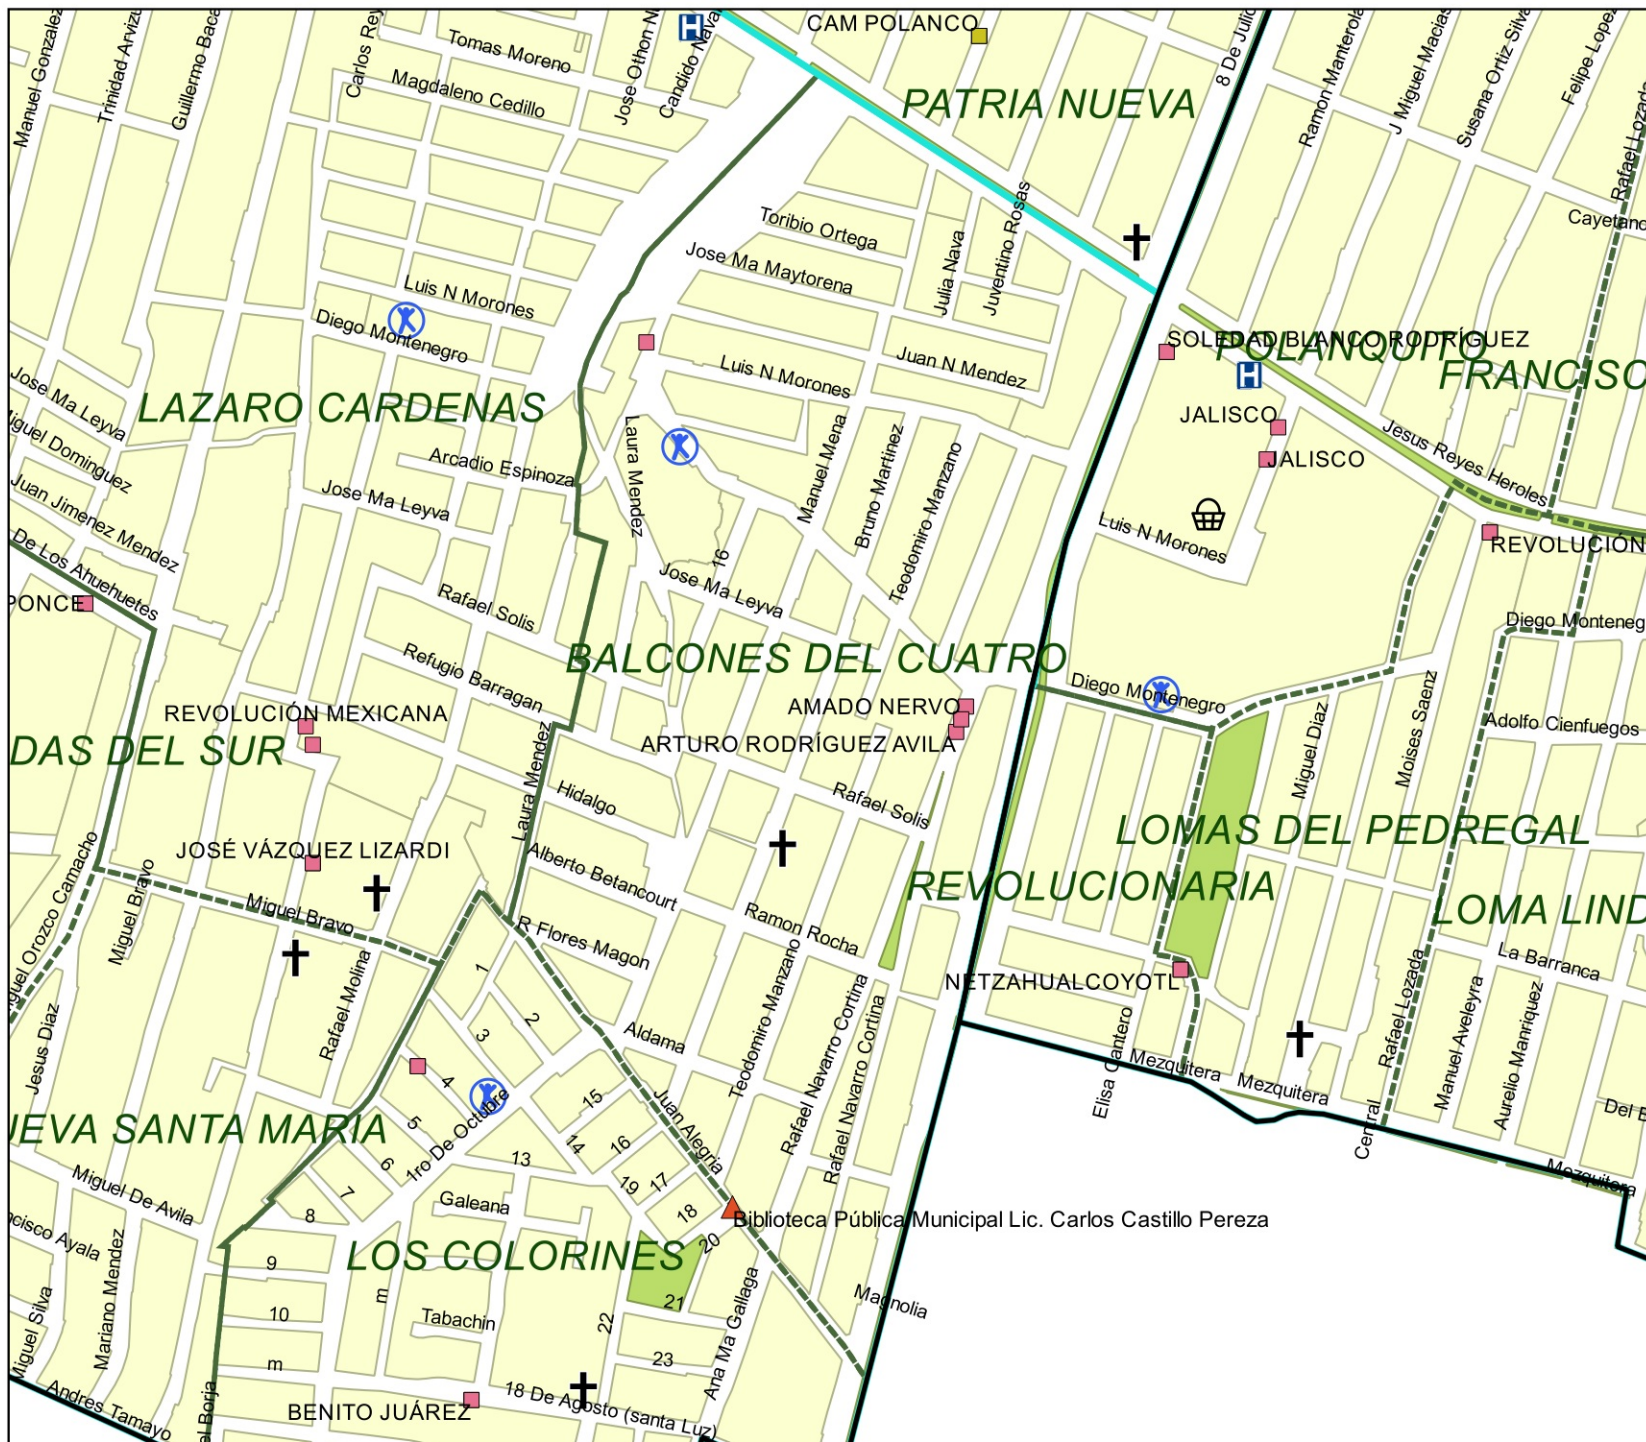 Manuel Gonzalez
Trinidad Arvizu
Guillermo Baca
Carlos Rey
Tomas Moreno
Magdaleno Cedillo
Jose Othon N
Candido Nava
H
CAM POLANCO
PATRIA NUEVA
8 De Julio
Ramon Manterola
J Miguel Macias
Susana Ortiz Silva
Felipe Lopez
Rafael Lozada
Cayetano
Toribio Ortega
Jose Ma Maytorena
Julia Nava
Juventino Rosas
Luis N Morones
Diego Montenegro
Luis N Morones
Juan N Mendez
SOLEDAD BLANCO RODRÍGUEZ
POLANQUITO
FRANCISC
H
JALISCO
JALISCO
Jesus Reyes Heroles
LAZARO CARDENAS
Jose Ma Leyva
Miguel Dominguez
Juan Jimenez Mendez
De Los Ahuehuetes
PONCE
Arcadio Espinoza
Jose Ma Leyva
Laura Mendez
Manuel Mena
Bruno Martinez
Teodomiro Manzano
16
Jose Ma Leyva
Luis N Morones
REVOLUCIÓN
Diego Monteneg
Rafael Solis
Refugio Barragan
BALCONES DEL CUATRO
AMADO NERVO
ARTURO RODRÍGUEZ AVILA
Diego Montenegro
Miguel Diaz
Moises Saenz
Adolfo Cienfuegos
REVOLUCIÓN MEXICANA
DAS DEL SUR
Laura Mendez
Hidalgo
Rafael Solis
LOMAS DEL PEDREGAL
REVOLUCIONARIA
LOMA LIND
JOSÉ VÁZQUEZ LIZARDI
Alberto Betancourt
Ramon Rocha
guel Orozco Camacho
Miguel Bravo
Miguel Bravo
R Flores Magon
NETZAHUALCOYOTL
La Barranca
Jesus Diaz
Rafael Molina
1
2
3
4
5
6
7
8
9
10
m
m
Aldama
Teodomiro Manzano
Rafael Navarro Cortina
Rafael Navarro Cortina
Elisa Cantero
Mezquitera
Mezquitera
Rafael Lozada
Central
Manuel Aveleyra
Aurelio Manriquez
Del B
Mezquitera
UEVA SANTA MARIA
1ro De Octubre
13
14
15
16
17
18
19
20
21
22
23
Juan Alegria
Miguel De Avila
ncisco Ayala
Mariano Mendez
Miguel Silva
Galeana
LOS COLORINES
Biblioteca Pública Municipal Lic. Carlos Castillo Pereza
Tabachin
Ana Ma Gallaga
Magnolia
Andres Tamayo
el Borja
BENITO JUÁREZ
18 De Agosto (santa Luz)